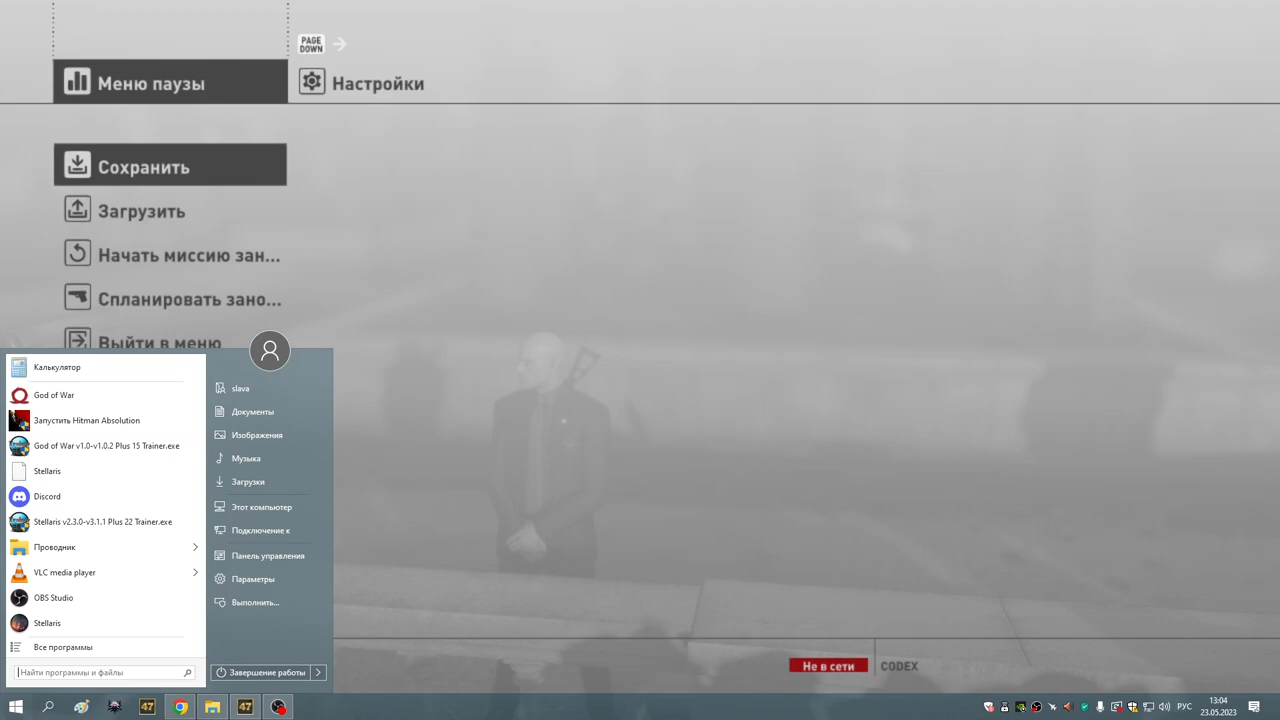 PAGE
DOWN
Меню паузы
Настройки
Сохранить
Загрузить
Начать миссию зан...
Спланировать зано...
Выйти в меню
Калькулятор
God of War
Запустить Hitman Absolution
God of War v1.0-v1.0.2 Plus 15 Trainer.exe
Stellaris
Discord
Stellaris v2.3.0-v3.1.1 Plus 22 Trainer.exe
Проводник
VLC media player
OBS Studio
Stellaris
Все программы
Найти программы и файлы
slava
Документы
Изображения
Музыка
Загрузки
Этот компьютер
Подключение к
Панель управления
Параметры
Выполнить...
Завершение работы
Не в сети
CODEX
47
47
РУС
13:04
23.05.2023